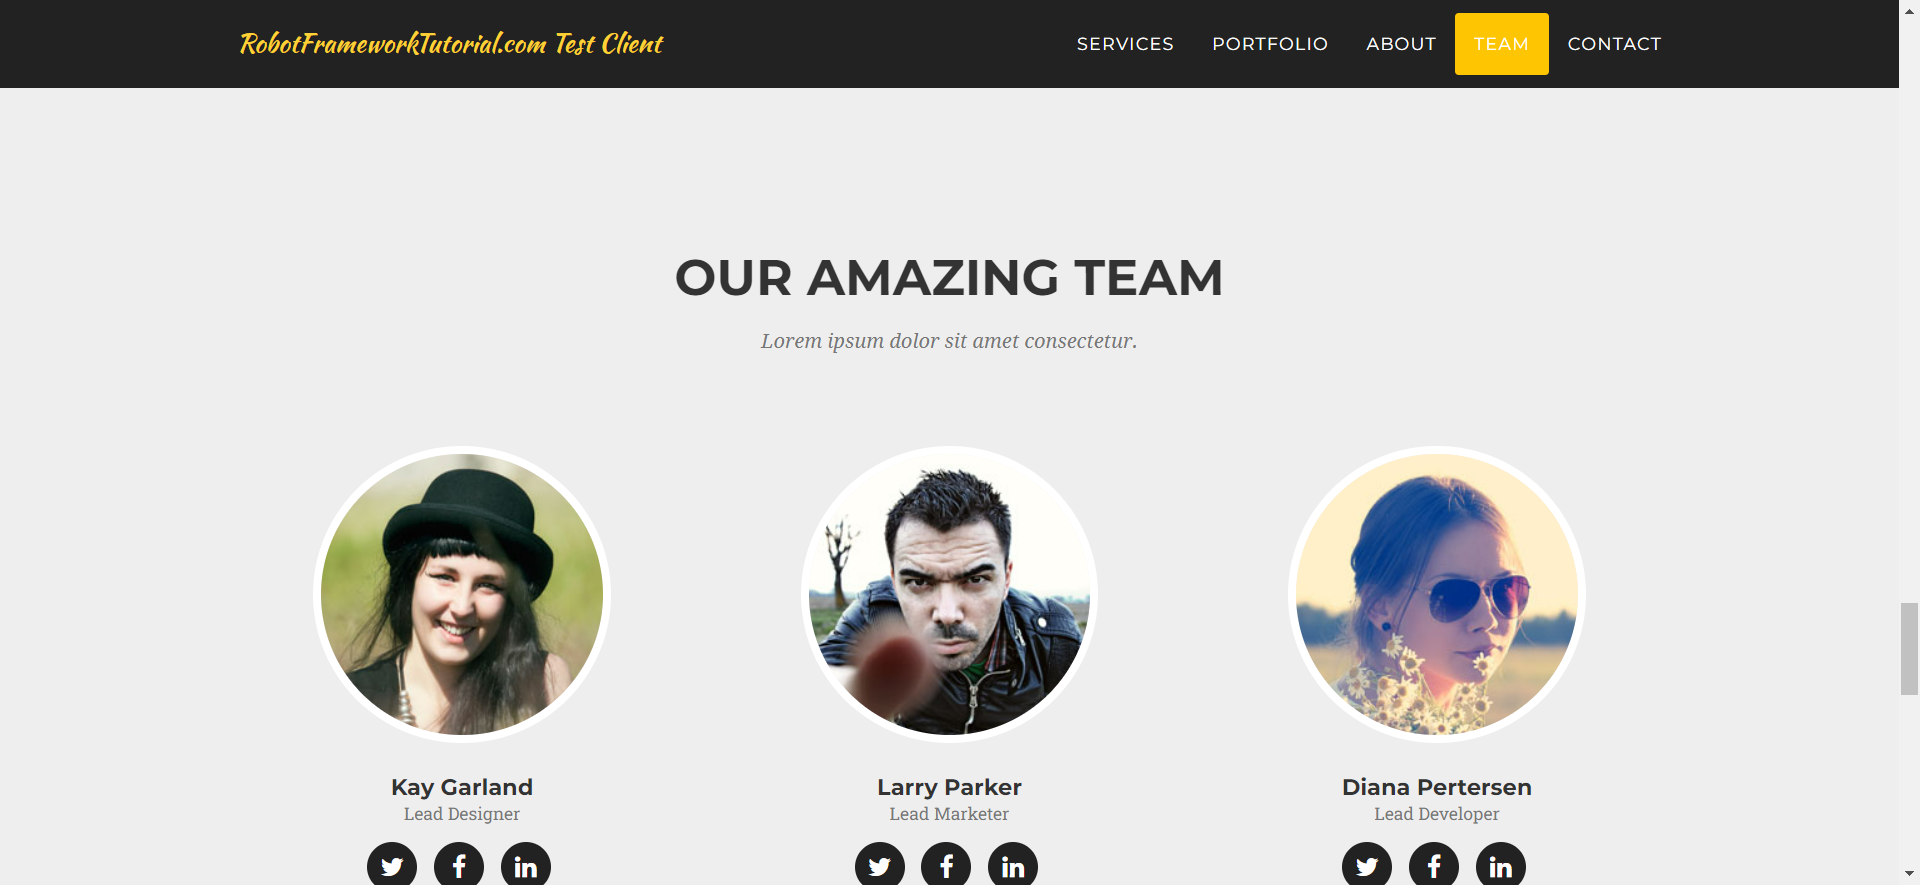 RobotFrameworkTutorial.com Test Client
SERVICES PORTFOLIO ABOUT TEAM CONTACT
OUR AMAZING TEAM
Lorem ipsum dolor sit amet consectetur.
Kay Garland
Lead Designer
Larry Parker
Lead Marketer
Diana Pertersen
Lead Developer